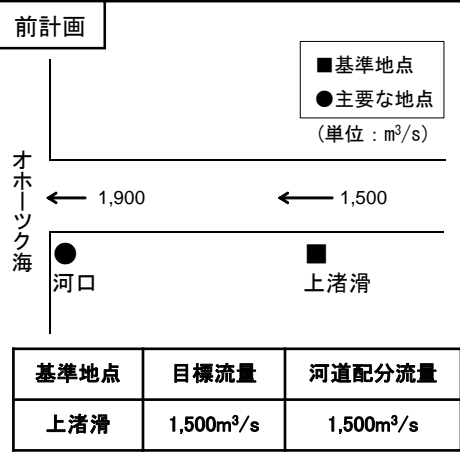 前計画
■基準地点
●主要な地点
(単位:m³/s)
オホーツク海
← 1,900
← 1,500
河口
上渚滑
基準地点 目標流量 河道配分流量
上渚滑 1,500m³/s 1,500m³/s